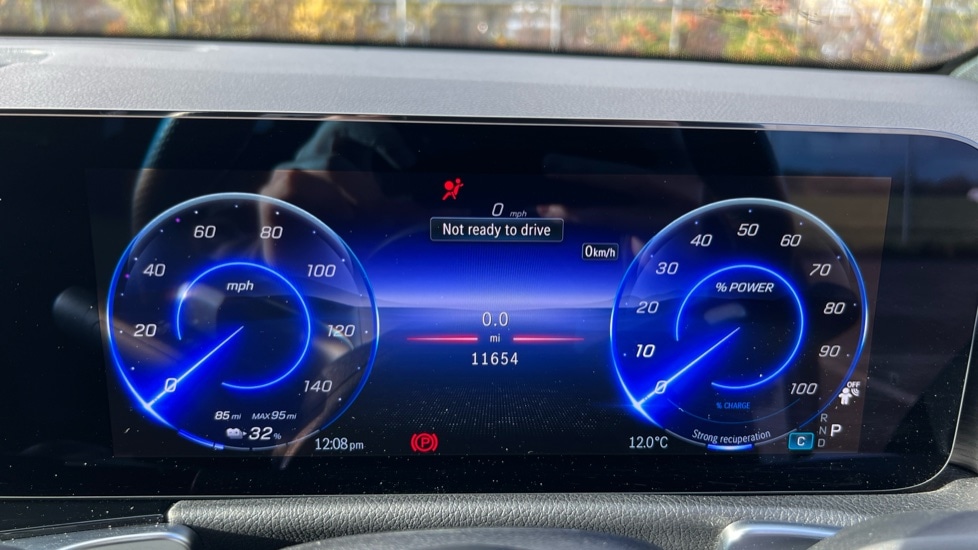 60 80
40 100
mph
20 120
0 140
85 mi MAX 95 mi
32 %
12:08 pm
0 mph
Not ready to drive
0 km/h
0.0
mi
11654
P
50
40 60
30 70
% POWER
20 80
10 90
0 100
% CHARGE
OFF
12.0°C
Strong recuperation
C
R
N P
D